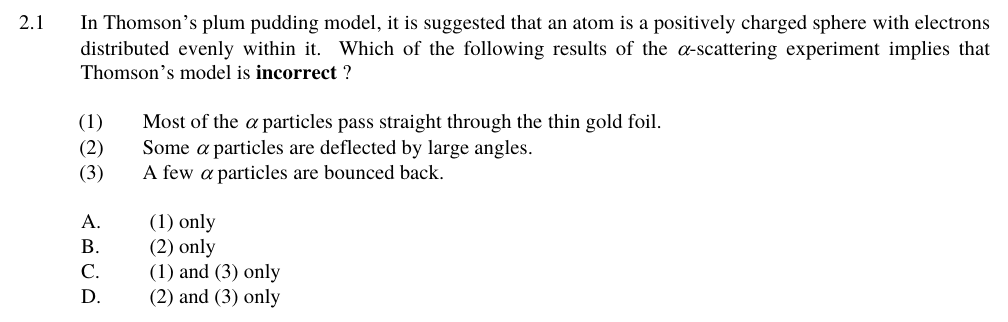 2.1 In Thomson's plum pudding model, it is suggested that an atom is a positively charged sphere with electrons
distributed evenly within it. Which of the following results of the α-scattering experiment implies that
Thomson's model is incorrect ?
(1) Most of the α particles pass straight through the thin gold foil.
(2) Some α particles are deflected by large angles.
(3) A few α particles are bounced back.
A. (1) only
B. (2) only
C. (1) and (3) only
D. (2) and (3) only